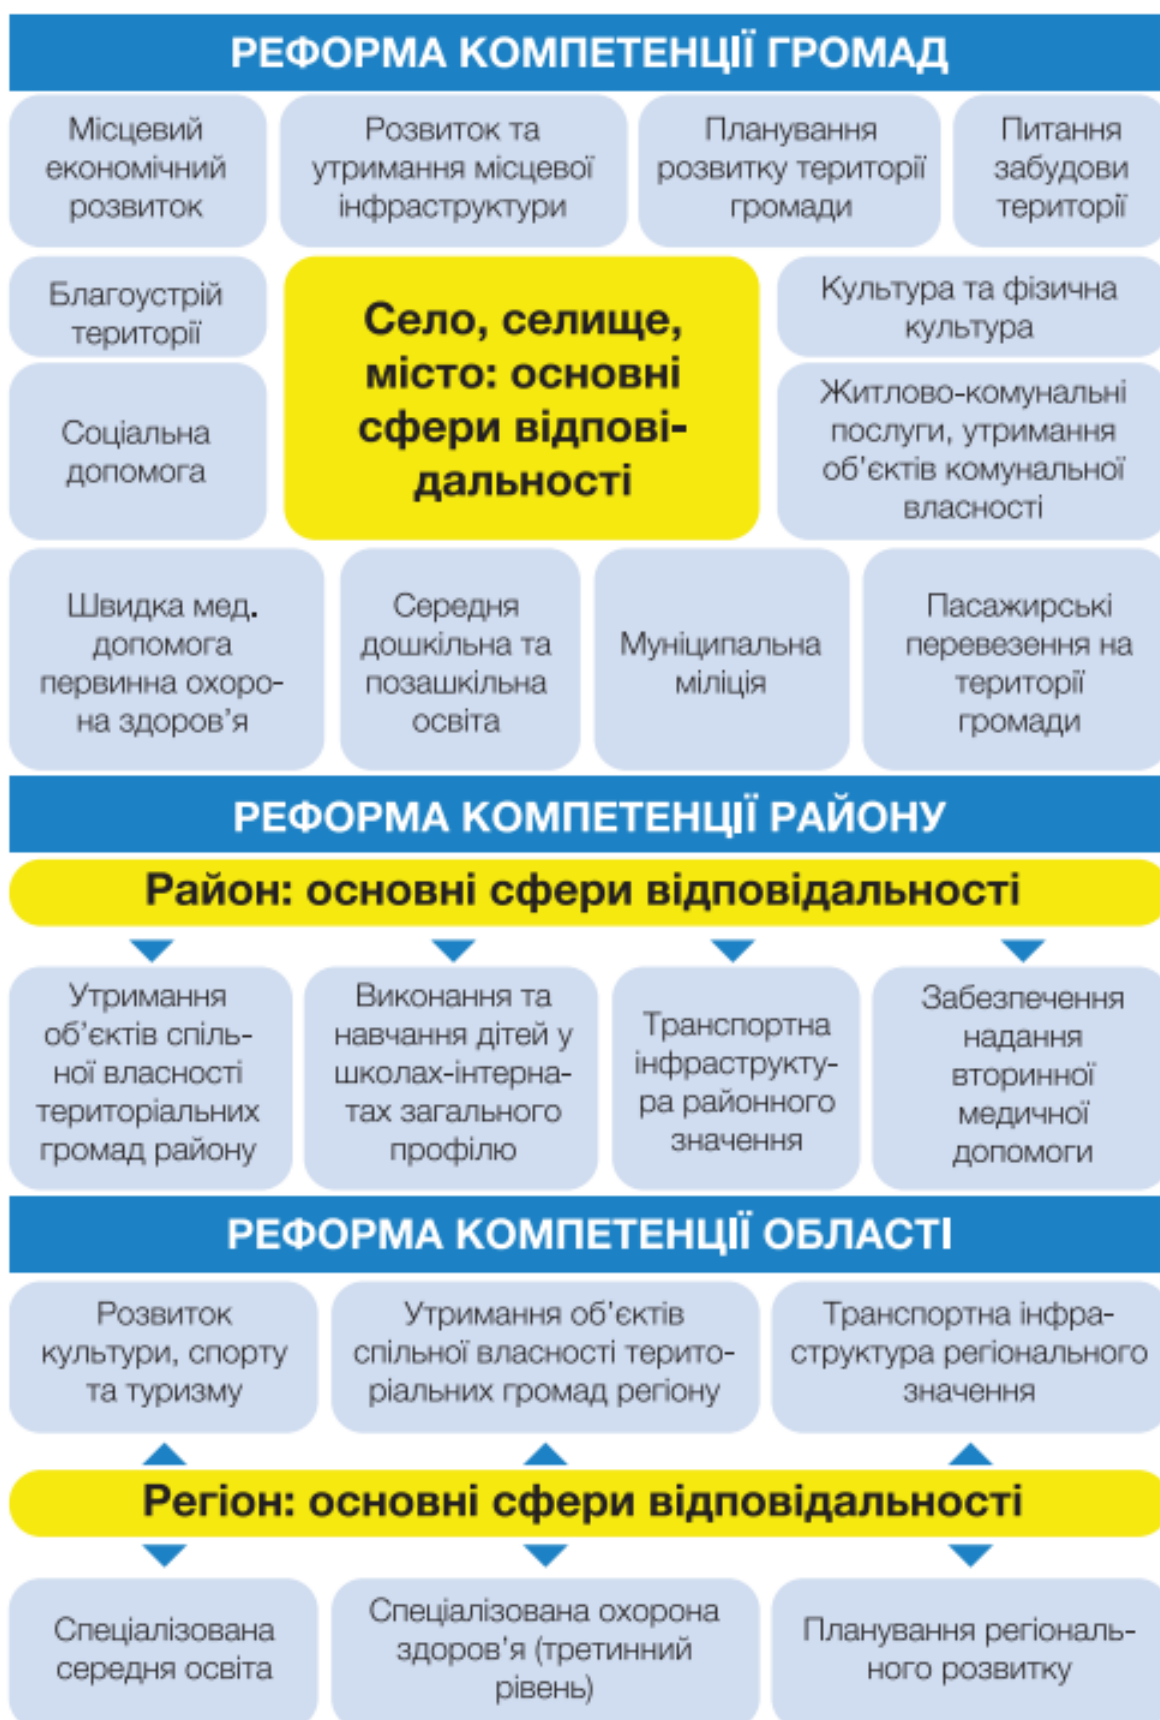 РЕФОРМА КОМПЕТЕНЦІЇ ГРОМАД
Місцевий
економічний
розвиток
Розвиток та
утримання місцевої
інфраструктури
Планування
розвитку території
громади
Питання
забудови
території
Благоустрій
території
Село, селище,
місто: основні
сфери відпові-
дальності
Культура та фізична
культура
Соціальна
допомога
Житлово-комунальні
послуги, утримання
об’єктів комунальної
власності
Швидка мед.
допомога
первинна охоро-
на здоров’я
Середня
дошкільна та
позашкільна
освіта
Муніципальна
міліція
Пасажирські
перевезення на
території
громади
РЕФОРМА КОМПЕТЕНЦІЇ РАЙОНУ
Район: основні сфери відповідальності
Утримання
об’єктів спіль-
ної власності
територіальних
громад району
Виконання та
навчання дітей у
школах-інтерна-
тах загального
профілю
Транспортна
інфраструкту-
ра районного
значення
Забезпечення
надання
вторинної
медичної
допомоги
РЕФОРМА КОМПЕТЕНЦІЇ ОБЛАСТІ
Розвиток
культури, спорту
та туризму
Утримання об’єктів
спільної власності терито-
ріальних громад регіону
Транспортна інфра-
структура регіонального
значення
Регіон: основні сфери відповідальності
Спеціалізована
середня освіта
Спеціалізована охорона
здоров’я (третинний
рівень)
Планування регіональ-
ного розвитку